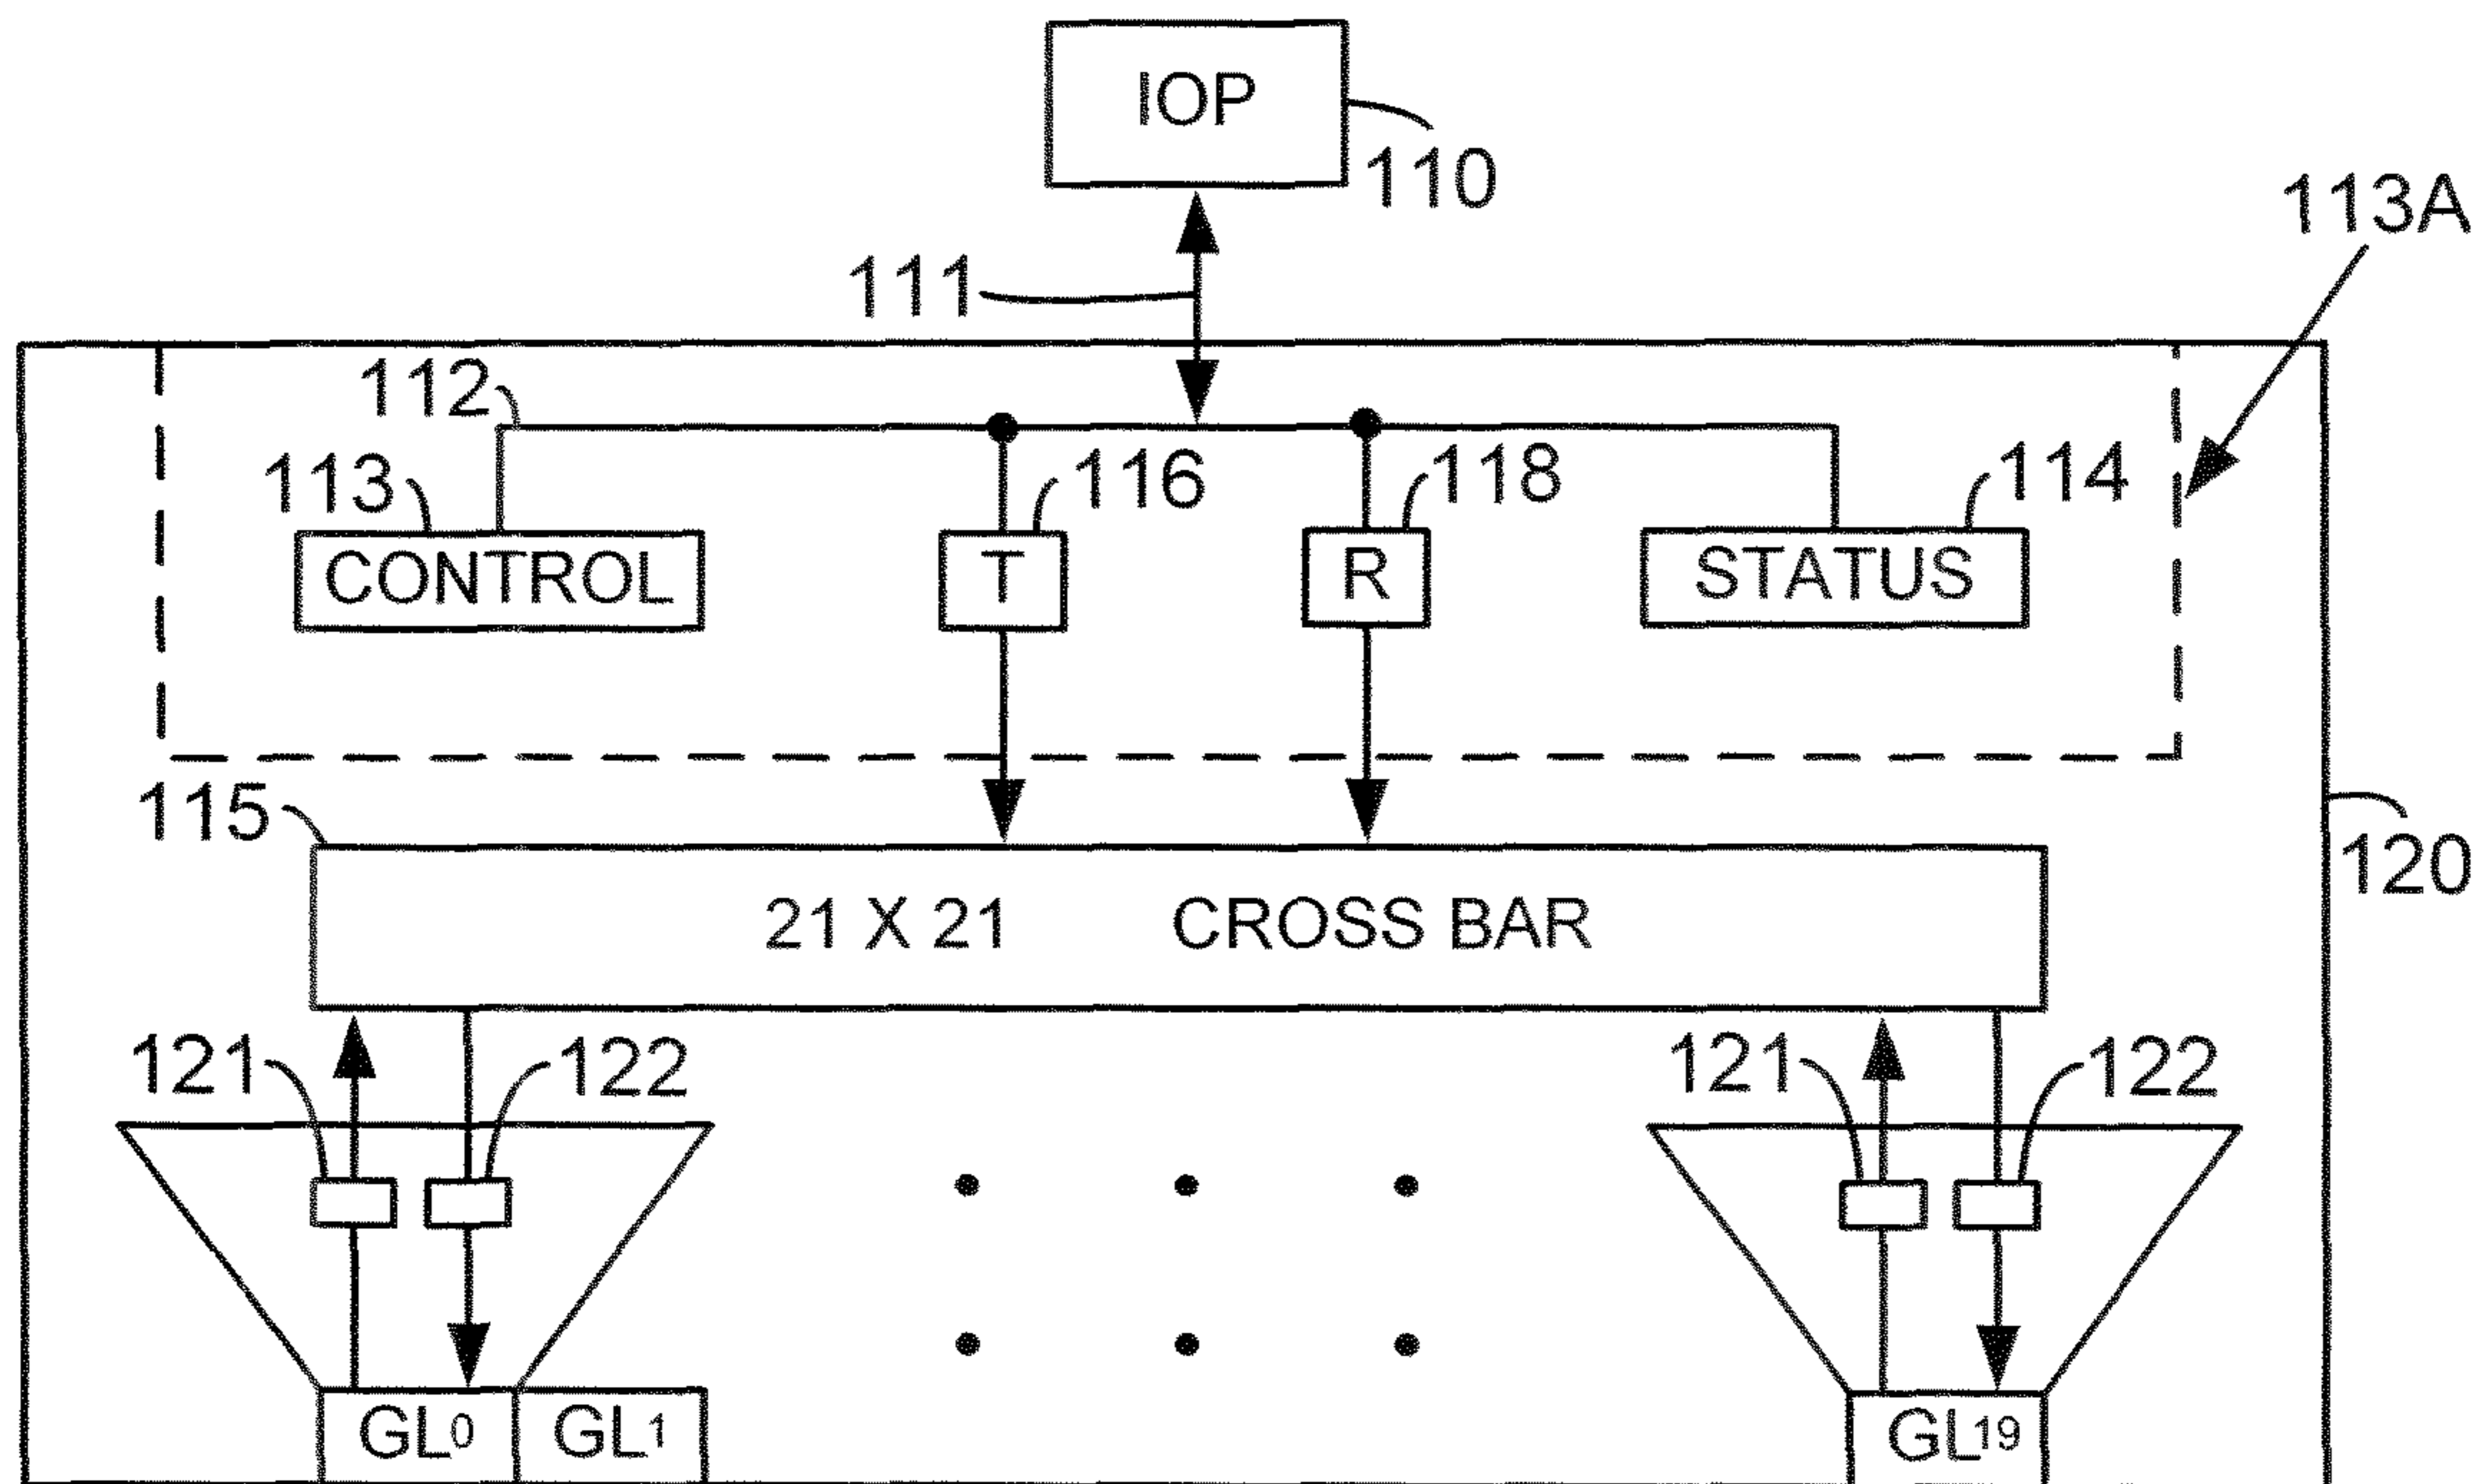 IOP
110
113A
111
112
113
116
118
114
CONTROL
T
R
STATUS
115
120
21 X 21 CROSS BAR
121
122
121
122
GL0
GL1
GL19